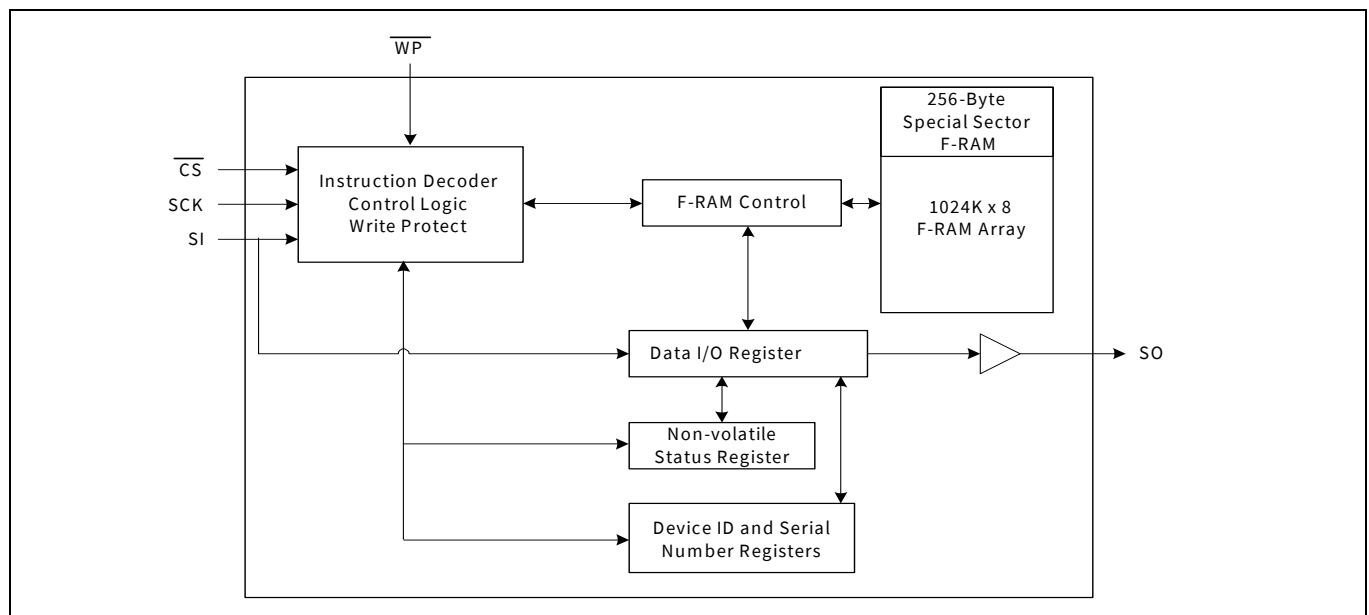 WP
256-Byte
Special Sector
F-RAM
CS
SCK
SI
Instruction Decoder
Control Logic
Write Protect
F-RAM Control
1024K x 8
F-RAM Array
Data I/O Register
SO
Non-volatile
Status Register
Device ID and Serial
Number Registers